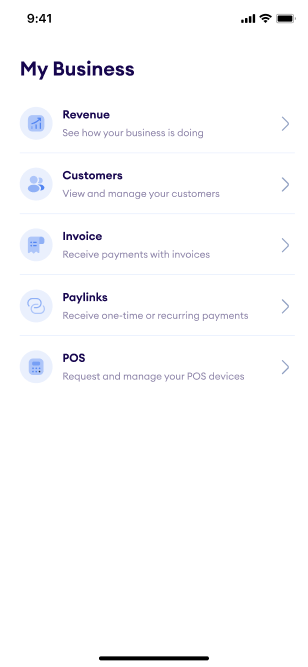 9:41
My Business
Revenue
See how your business is doing
Customers
View and manage your customers
Invoice
Receive payments with invoices
Paylinks
Receive one-time or recurring payments
POS
Request and manage your POS devices